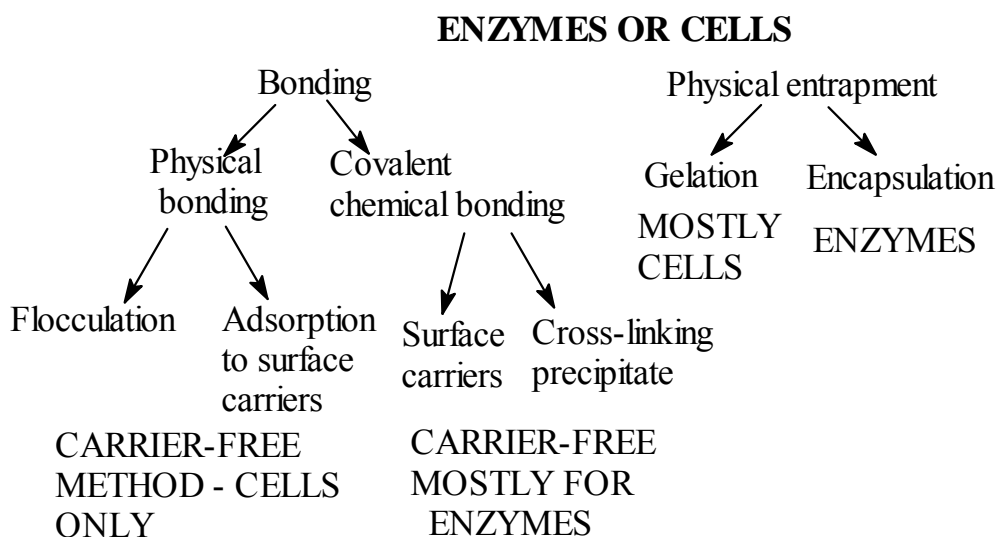 ENZYMES OR CELLS
Bonding
Physical entrapment
Physical
bonding
Covalent
chemical bonding
Gelation
Encapsulation
MOSTLY
CELLS
ENZYMES
Flocculation
Adsorption
to surface
carriers
Surface
carriers
Cross-linking
precipitate
CARRIER-FREE
METHOD - CELLS
ONLY
CARRIER-FREE
MOSTLY FOR
ENZYMES